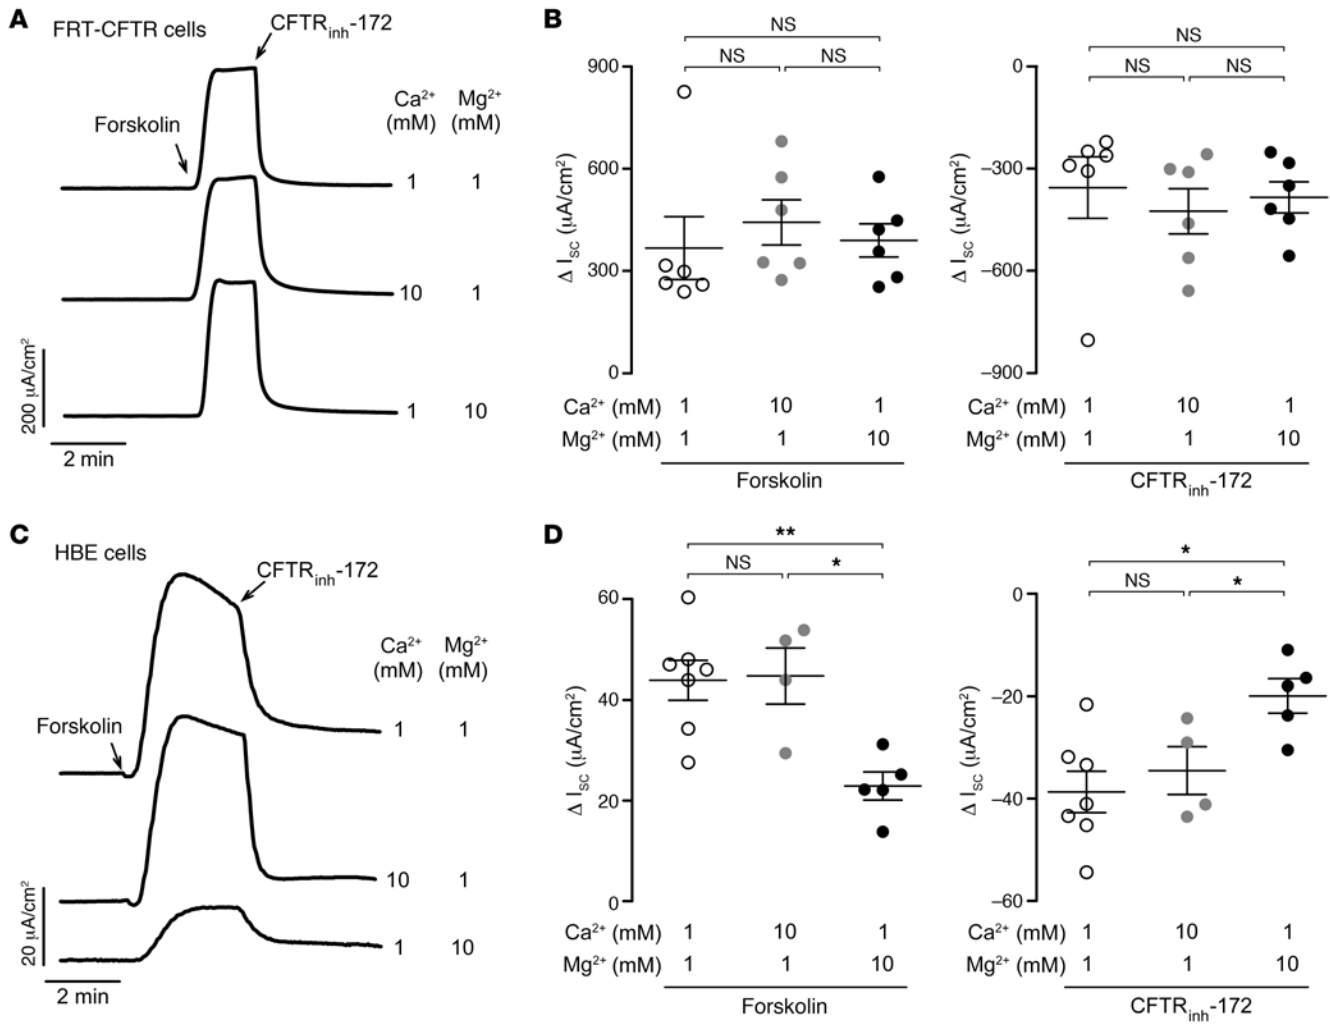 A
FRT-CFTR cells
CFTRinh-172
Forskolin
Ca²⁺ Mg²⁺
(mM) (mM)
1 1
10 1
1 10
200 μA/cm²
2 min
B
NS
NS NS
900
600
300
0
Δ ISC (μA/cm²)
Ca²⁺ (mM) 1 10 1
Mg²⁺ (mM) 1 1 10
Forskolin
NS
NS NS
0
–300
–600
–900
Δ ISC (μA/cm²)
Ca²⁺ (mM) 1 10 1
Mg²⁺ (mM) 1 1 10
CFTRinh-172
C
HBE cells
CFTRinh-172
Forskolin
Ca²⁺ Mg²⁺
(mM) (mM)
1 1
10 1
1 10
20 μA/cm²
2 min
D
**
NS *
60
40
20
0
Δ ISC (μA/cm²)
Ca²⁺ (mM) 1 10 1
Mg²⁺ (mM) 1 1 10
Forskolin
*
NS *
0
–20
–40
–60
Δ ISC (μA/cm²)
Ca²⁺ (mM) 1 10 1
Mg²⁺ (mM) 1 1 10
CFTRinh-172